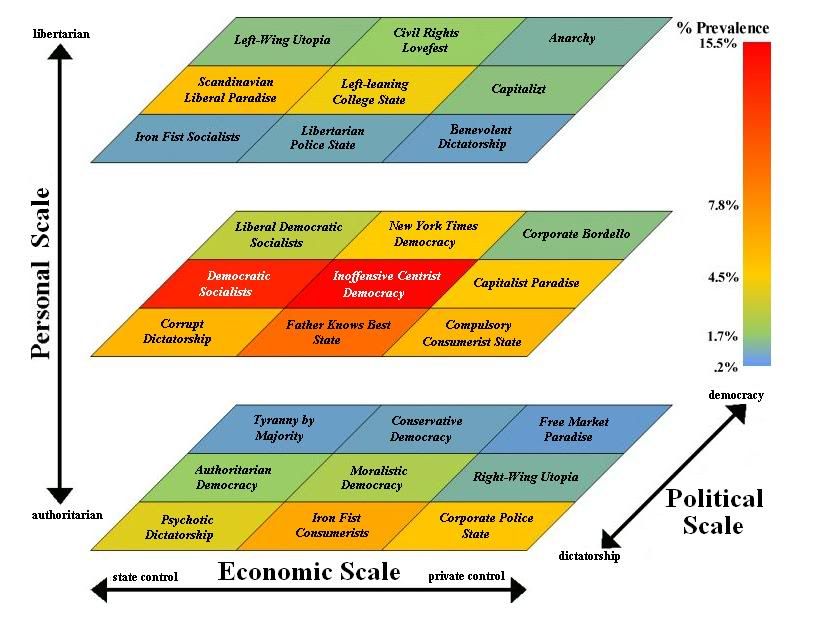 libertarian
% Prevalence
15.5%
Left-Wing Utopia
Civil Rights
Lovefest
Anarchy
Scandinavian
Liberal Paradise
Left-leaning
College State
Capitalizt
Iron Fist Socialists
Libertarian
Police State
Benevolent
Dictatorship
Personal Scale
7.8%
4.5%
1.7%
.2%
Liberal Democratic
Socialists
New York Times
Democracy
Corporate Bordello
Democratic
Socialists
Inoffensive Centrist
Democracy
Capitalist Paradise
Corrupt
Dictatorship
Father Knows Best
State
Compulsory
Consumerist State
democracy
Tyranny by
Majority
Conservative
Democracy
Free Market
Paradise
Authoritarian
Democracy
Moralistic
Democracy
Right-Wing Utopia
Psychotic
Dictatorship
Iron Fist
Consumerists
Corporate Police
State
authoritarian
Political
Scale
dictatorship
state control
Economic Scale
private control